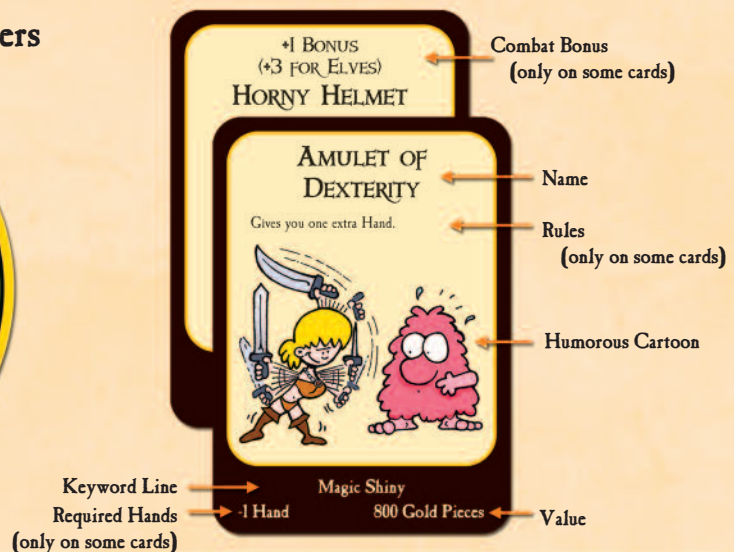 ers
+1 Bonus
(+3 for Elves)
Horny Helmet
Combat Bonus
(only on some cards)
Amulet of
Dexterity
Name
Gives you one extra Hand.
Rules
(only on some cards)
Humorous Cartoon
Keyword Line
Magic Shiny
Required Hands
(only on some cards)
-1 Hand
800 Gold Pieces
Value